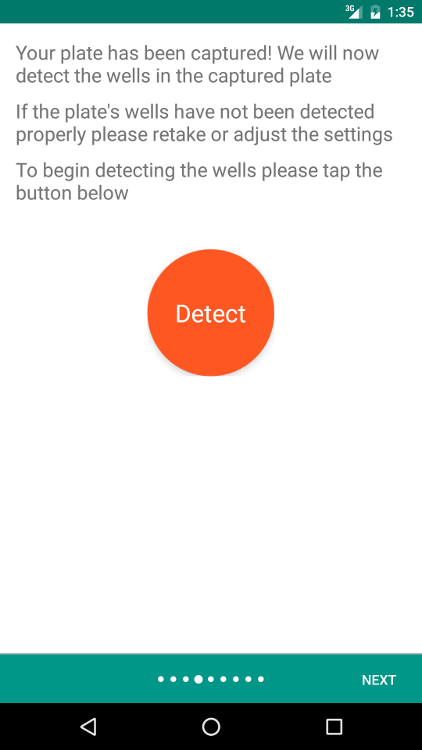 3G 1:35
Your plate has been captured! We will now
detect the wells in the captured plate
If the plate's wells have not been detected
properly please retake or adjust the settings
To begin detecting the wells please tap the
button below
Detect
NEXT